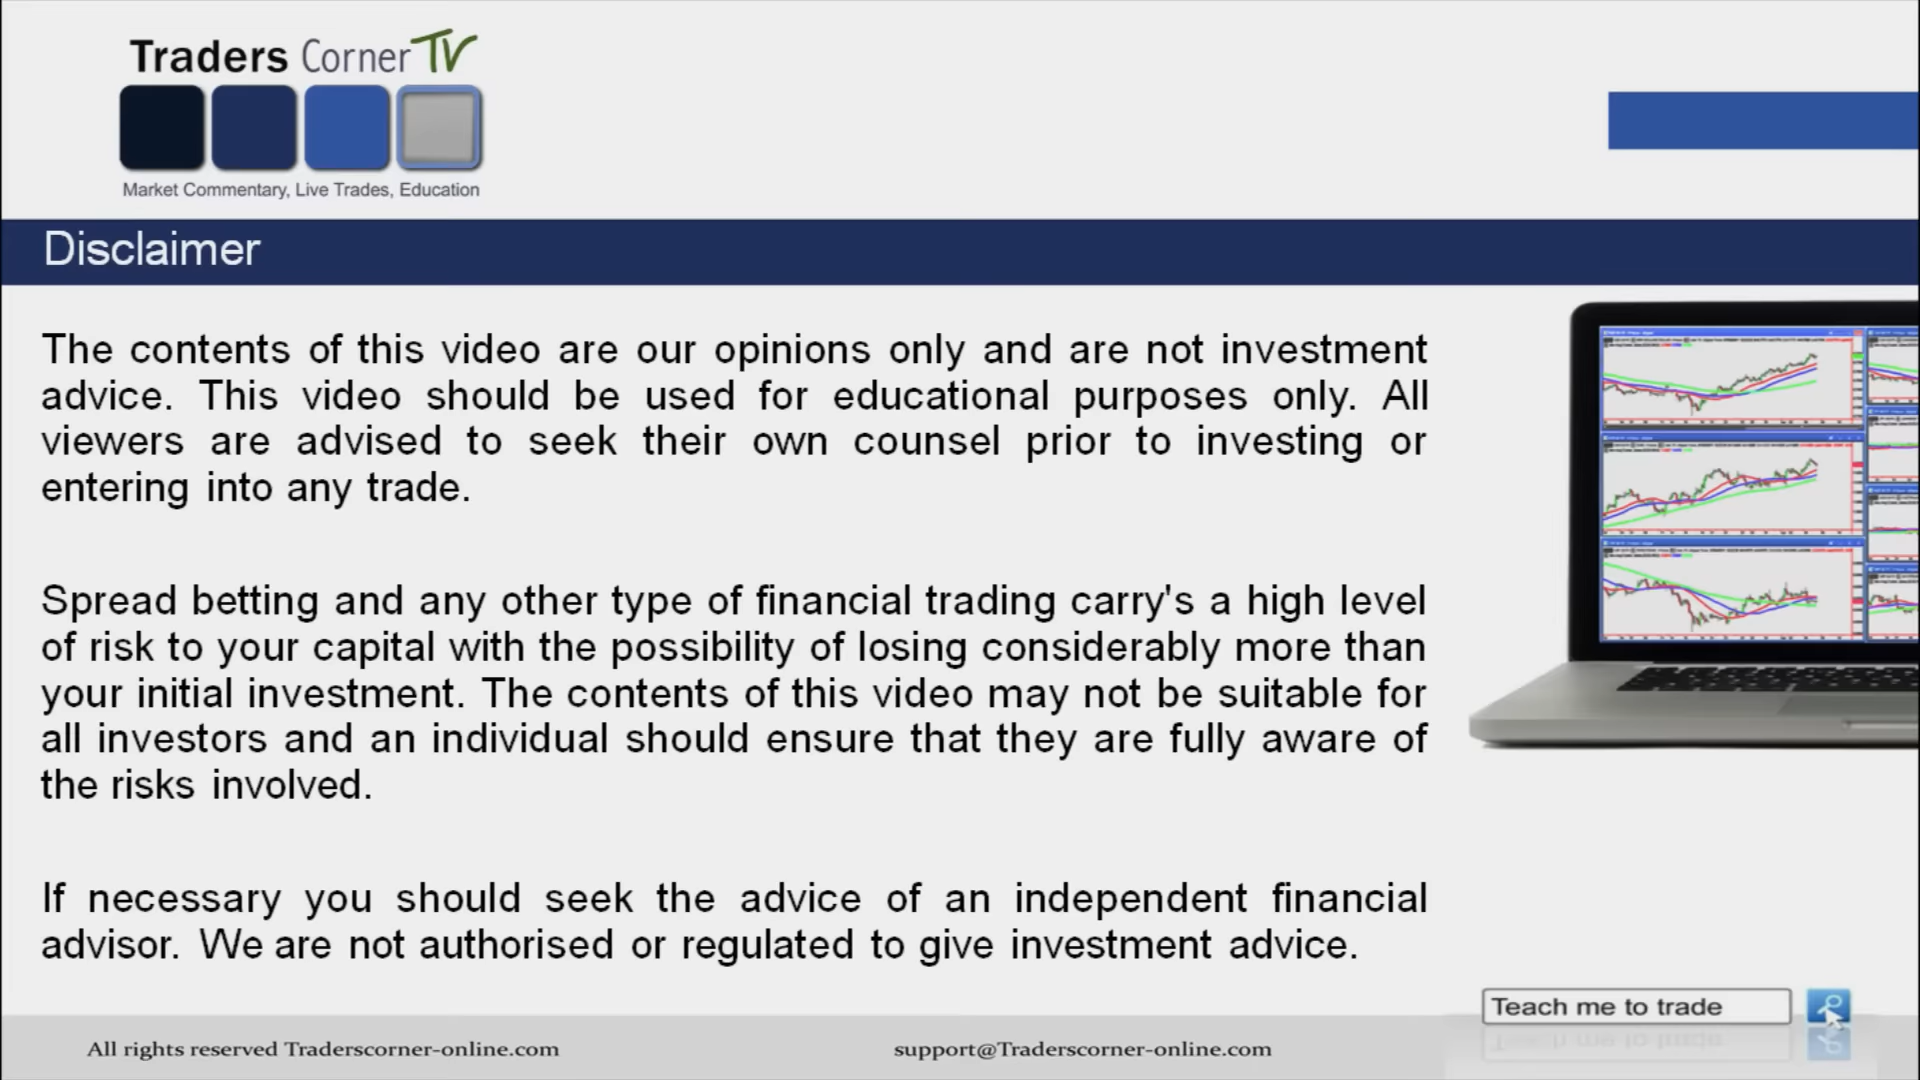 Traders Corner TV
Market Commentary, Live Trades, Education
Disclaimer
The contents of this video are our opinions only and are not investment
advice. This video should be used for educational purposes only. All
viewers are advised to seek their own counsel prior to investing or
entering into any trade.
Spread betting and any other type of financial trading carry's a high level
of risk to your capital with the possibility of losing considerably more than
your initial investment. The contents of this video may not be suitable for
all investors and an individual should ensure that they are fully aware of
the risks involved.
If necessary you should seek the advice of an independent financial
advisor. We are not authorised or regulated to give investment advice.
Teach me to trade
All rights reserved Traderscorner-online.com
support@Traderscorner-online.com